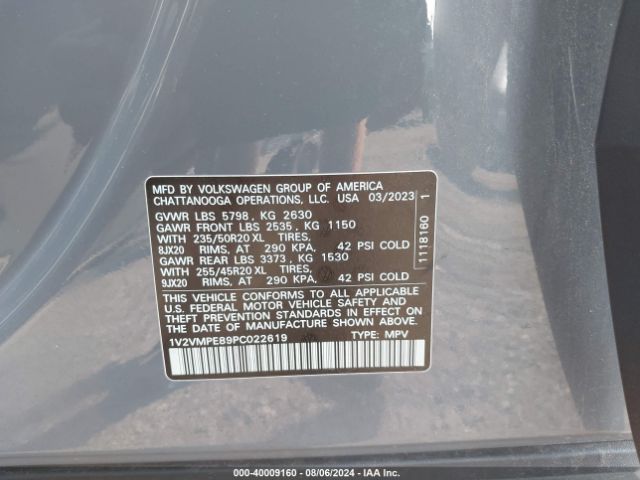 MFD BY VOLKSWAGEN GROUP OF AMERICA
CHATTANOOGA OPERATIONS, LLC. USA 03/2023
GVWR LBS 5798, KG 2630
GAWR FRONT LBS 2535, KG 1150
WITH 235/50R20 XL TIRES,
8JX20 RIMS, AT 290 KPA, 42 PSI COLD
GAWR REAR LBS 3373, KG 1530
WITH 255/45R20 XL TIRES,
9JX20 RIMS, AT 290 KPA, 42 PSI COLD
THIS VEHICLE CONFORMS TO ALL APPLICABLE
U.S. FEDERAL MOTOR VEHICLE SAFETY AND
THEFT PREVENTION STANDARDS IN EFFECT
ON THE DATE OF MANUFACTURE SHOWN ABOVE.
1V2VMPE89PC022619 TYPE: MPV
1118160 1
000-40009160 - 08/06/2024 - IAA Inc.